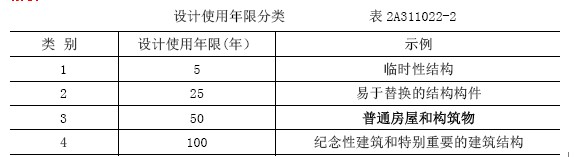 设计使用年限分类 表 2A311022-2
类 别 设计使用年限(年) 示例
1 5 临时性结构
2 25 易于替换的结构构件
3 50 普通房屋和构筑物
4 100 纪念性建筑和特别重要的建筑结构